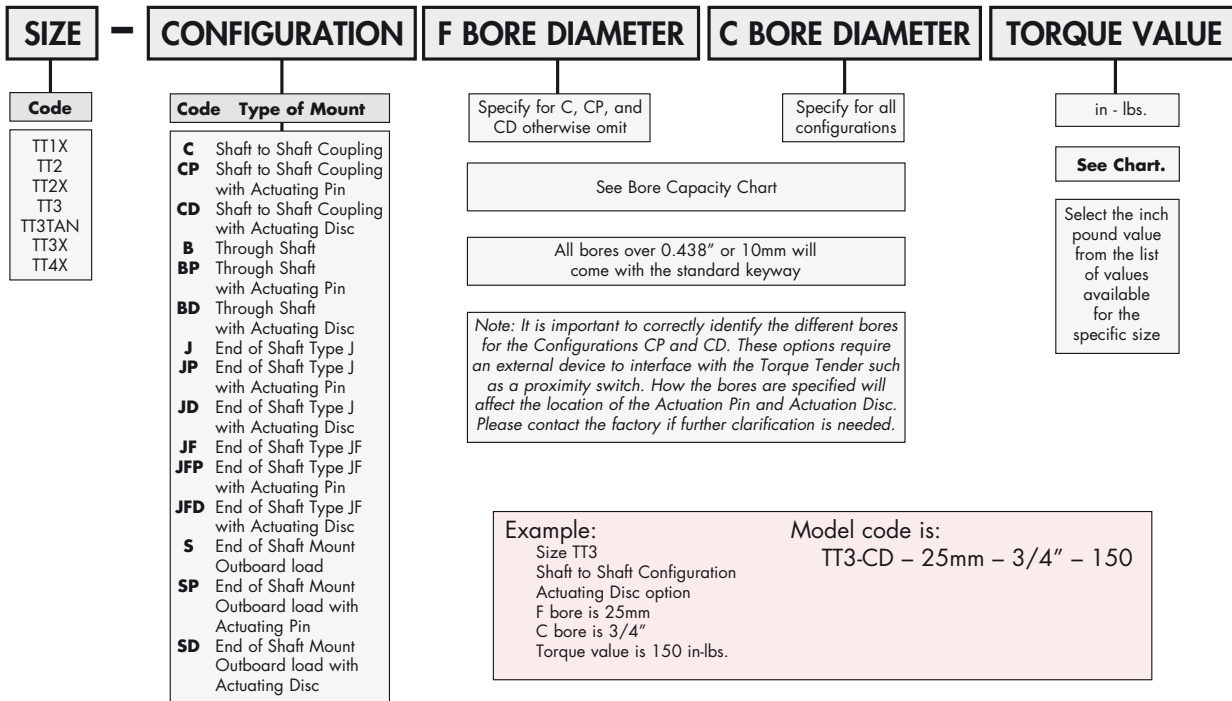 SIZE – CONFIGURATION F BORE DIAMETER C BORE DIAMETER TORQUE VALUE
Code
TT1X
TT2
TT2X
TT3
TT3TAN
TT3X
TT4X
Code Type of Mount
C Shaft to Shaft Coupling
CP Shaft to Shaft Coupling
with Actuating Pin
CD Shaft to Shaft Coupling
with Actuating Disc
B Through Shaft
BP Through Shaft
with Actuating Pin
BD Through Shaft
with Actuating Disc
J End of Shaft Type J
JP End of Shaft Type J
with Actuating Pin
JD End of Shaft Type J
with Actuating Disc
JF End of Shaft Type JF
JFP End of Shaft Type JF
with Actuating Pin
JFD End of Shaft Type JF
with Actuating Disc
S End of Shaft Mount
Outboard load
SP End of Shaft Mount
Outboard load with
Actuating Pin
SD End of Shaft Mount
Outboard load with
Actuating Disc
Specify for C, CP, and
CD otherwise omit
Specify for all
configurations
See Bore Capacity Chart
All bores over 0.438" or 10mm will
come with the standard keyway
Note: It is important to correctly identify the different bores
for the Configurations CP and CD. These options require
an external device to interface with the Torque Tender such
as a proximity switch. How the bores are specified will
affect the location of the Actuation Pin and Actuation Disc.
Please contact the factory if further clarification is needed.
in - lbs.
See Chart.
Select the inch
pound value
from the list
of values
available
for the
specific size
Example:
Size TT3
Shaft to Shaft Configuration
Actuating Disc option
F bore is 25mm
C bore is 3/4"
Torque value is 150 in-lbs.
Model code is:
TT3-CD – 25mm – 3/4" – 150